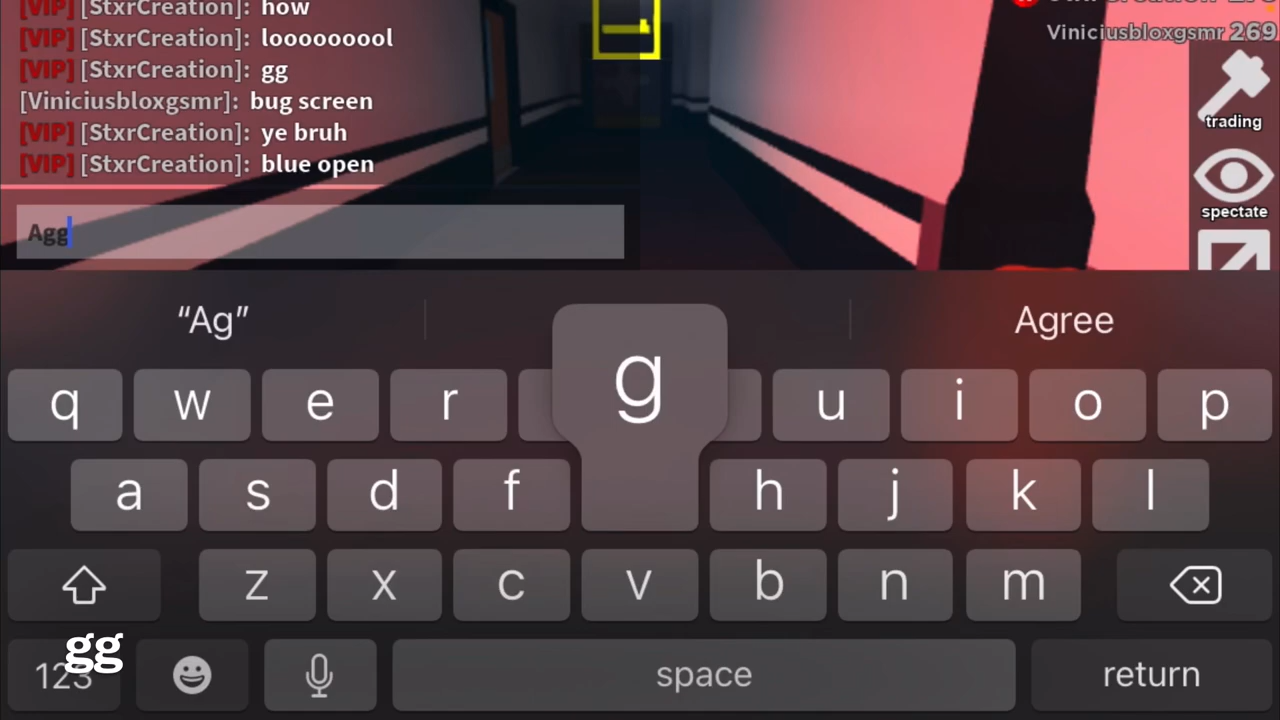 [VIP] [StxrCreation]: how
[VIP] [StxrCreation]: looooooool
[VIP] [StxrCreation]: gg
[Viniciusbloxgsmr]: bug screen
[VIP] [StxrCreation]: ye bruh
[VIP] [StxrCreation]: blue open
Viniciusbloxgsmr 269
trading
spectate
Agg
“Ag” Agree
g
q w e r u i o p
a s d f h j k l
z x c v b n m
123 space return
gg